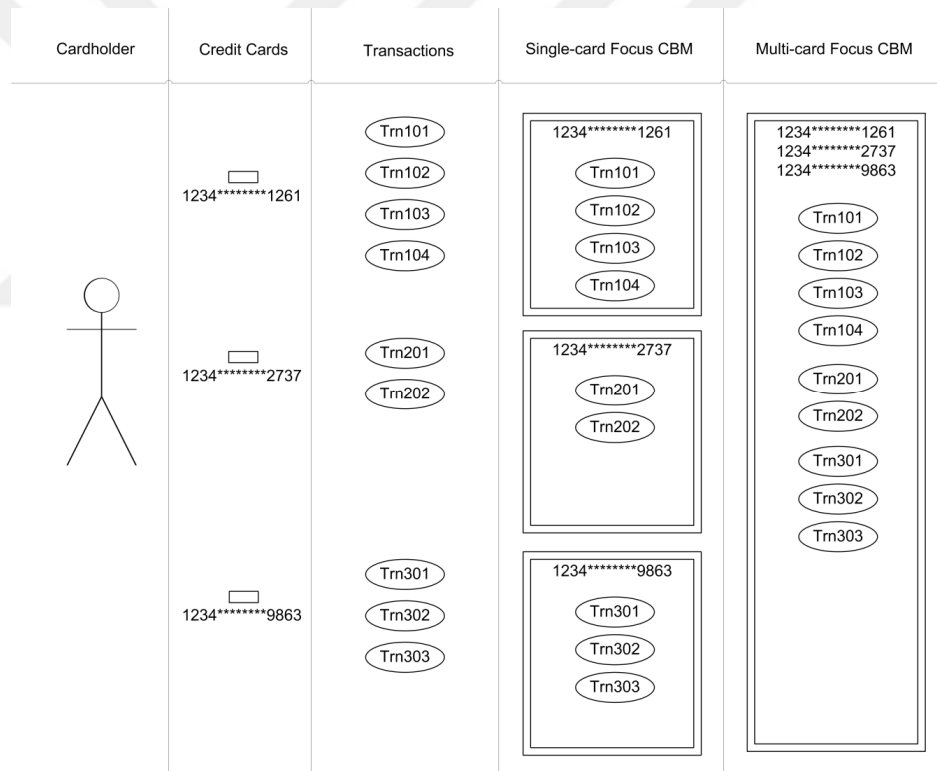 Cardholder
Credit Cards
Transactions
Single-card Focus CBM
Multi-card Focus CBM
1234********1261
Trn101
Trn102
Trn103
Trn104
1234********1261
Trn101
Trn102
Trn103
Trn104
1234********2737
Trn201
Trn202
1234********2737
Trn201
Trn202
1234********9863
Trn301
Trn302
Trn303
1234********9863
Trn301
Trn302
Trn303
1234********1261
1234********2737
1234********9863
Trn101
Trn102
Trn103
Trn104
Trn201
Trn202
Trn301
Trn302
Trn303